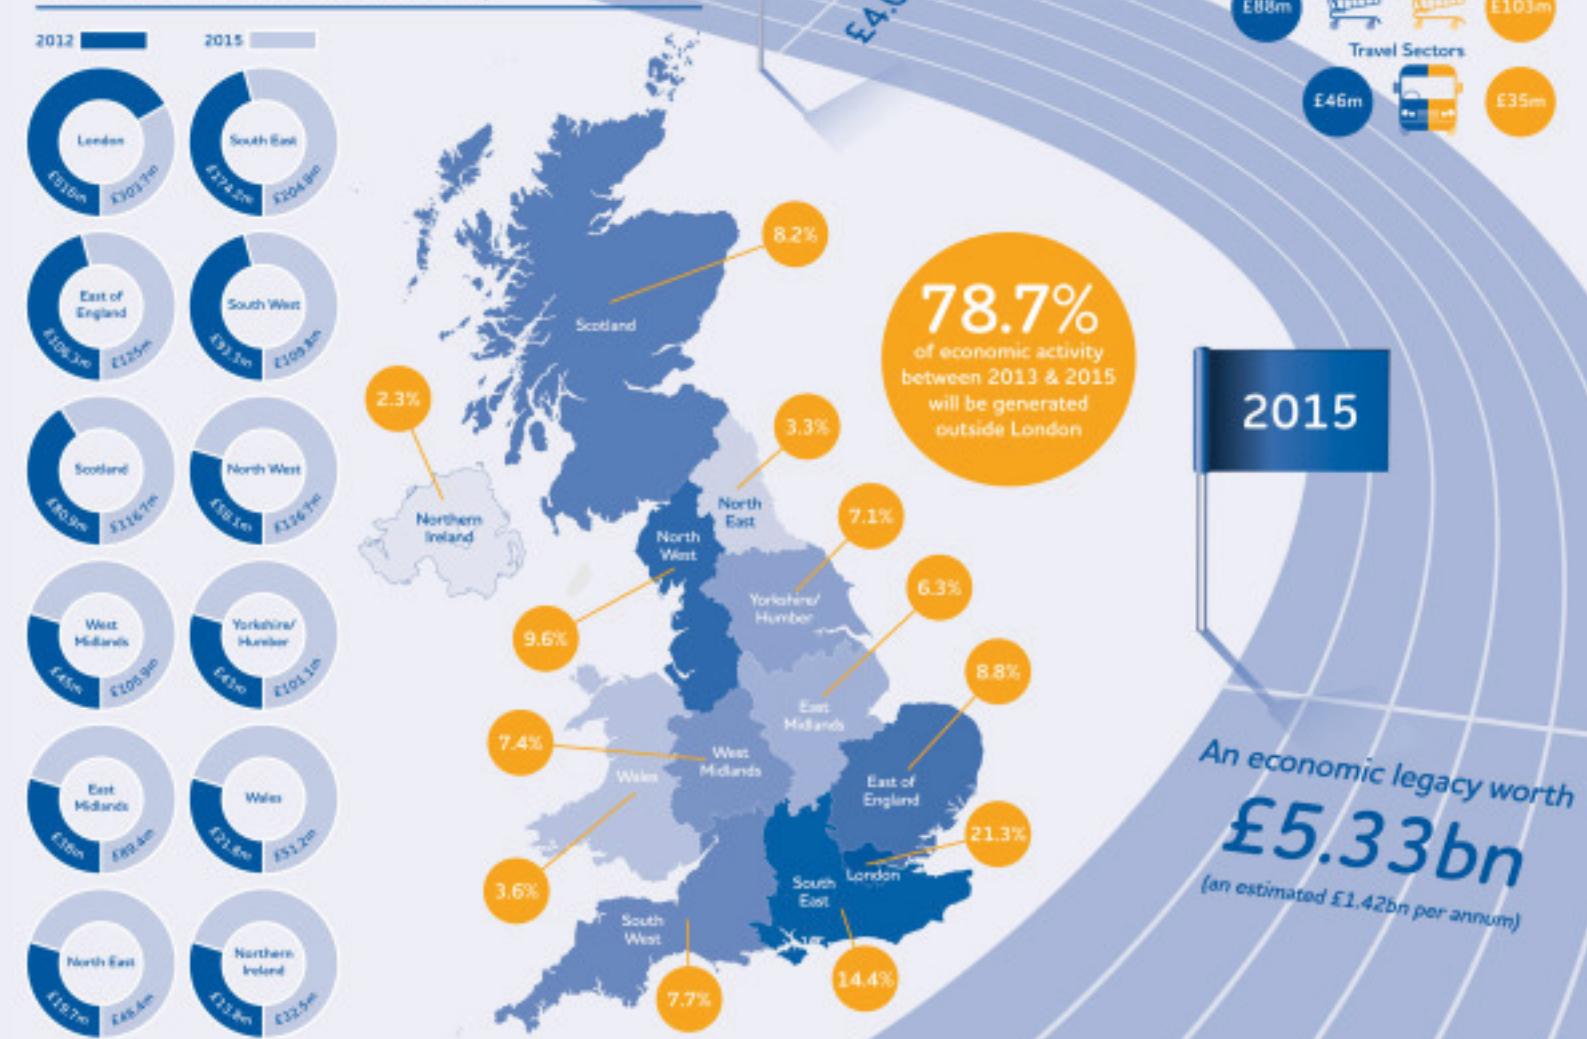 2012
2015
London
£516m
£303.7m
South East
£174.2m
£204.8m
East of
England
£106.3m
£125m
South West
£93.1m
£109.8m
Scotland
£80.9m
£116.7m
North West
£58.1m
£136.7m
West
Midlands
£45m
£105.9m
Yorkshire/
Humber
£43m
£101.1m
East
Midlands
£38m
£89.4m
Wales
£21.8m
£51.2m
North East
£19.7m
£46.4m
Northern
Ireland
£13.8m
£32.5m
8.2%
Scotland
2.3%
Northern
Ireland
3.3%
North
East
North
West
9.6%
7.1%
Yorkshire/
Humber
6.3%
East
Midlands
8.8%
East of
England
7.4%
West
Midlands
Wales
3.6%
21.3%
London
South
East
14.4%
South
West
7.7%
78.7%
of economic activity
between 2013 & 2015
will be generated
outside London
£88m
£103m
Travel Sectors
£46m
£35m
2015
An economic legacy worth
£5.33bn
(an estimated £1.42bn per annum)